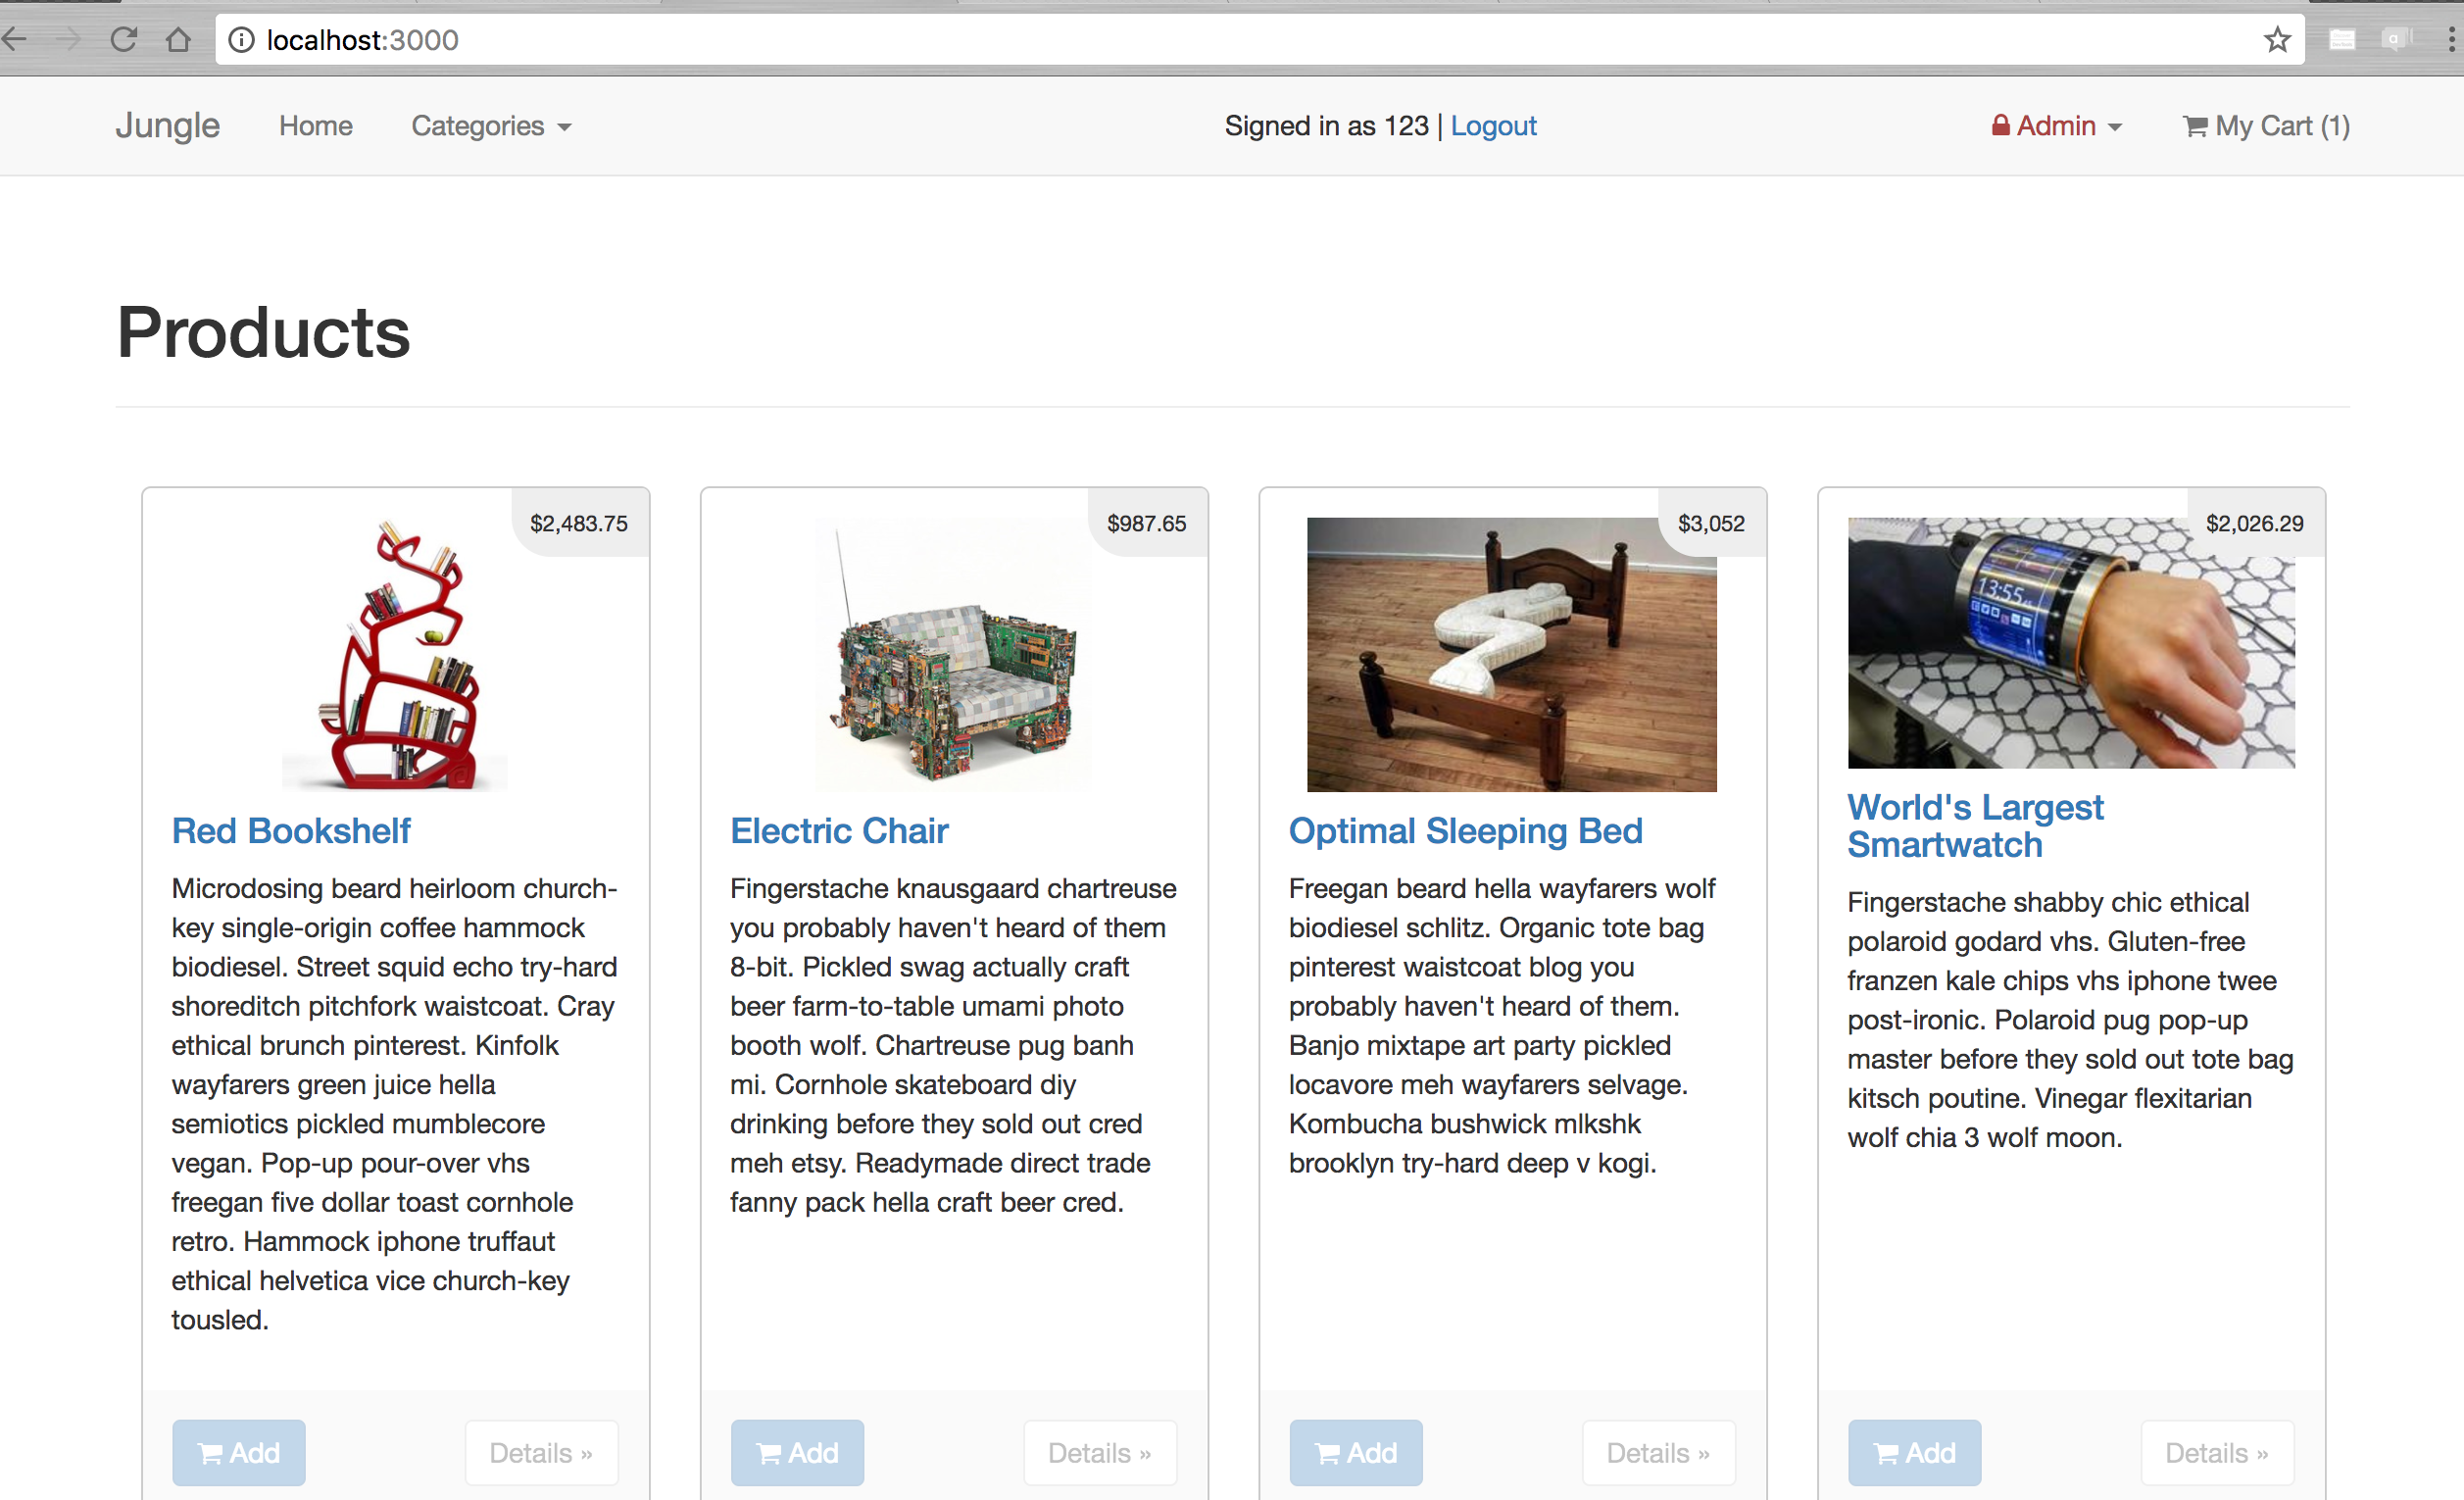 localhost:3000
Jungle Home Categories Signed in as 123 | Logout Admin My Cart (1)
Products
$2,483.75
Red Bookshelf
Microdosing beard heirloom church-
key single-origin coffee hammock
biodiesel. Street squid echo try-hard
shoreditch pitchfork waistcoat. Cray
ethical brunch pinterest. Kinfolk
wayfarers green juice hella
semiotics pickled mumblecore
vegan. Pop-up pour-over vhs
freegan five dollar toast cornhole
retro. Hammock iphone truffaut
ethical helvetica vice church-key
tousled.
Add Details »
$987.65
Electric Chair
Fingerstache knausgaard chartreuse
you probably haven't heard of them
8-bit. Pickled swag actually craft
beer farm-to-table umami photo
booth wolf. Chartreuse pug banh
mi. Cornhole skateboard diy
drinking before they sold out cred
meh etsy. Readymade direct trade
fanny pack hella craft beer cred.
Add Details »
$3,052
Optimal Sleeping Bed
Freegan beard hella wayfarers wolf
biodiesel schlitz. Organic tote bag
pinterest waistcoat blog you
probably haven't heard of them.
Banjo mixtape art party pickled
locavore meh wayfarers selvage.
Kombucha bushwick mlkshk
brooklyn try-hard deep v kogi.
Add Details »
$2,026.29
13:55
World's Largest
Smartwatch
Fingerstache shabby chic ethical
polaroid godard vhs. Gluten-free
franzen kale chips vhs iphone twee
post-ironic. Polaroid pug pop-up
master before they sold out tote bag
kitsch poutine. Vinegar flexitarian
wolf chia 3 wolf moon.
Add Details »